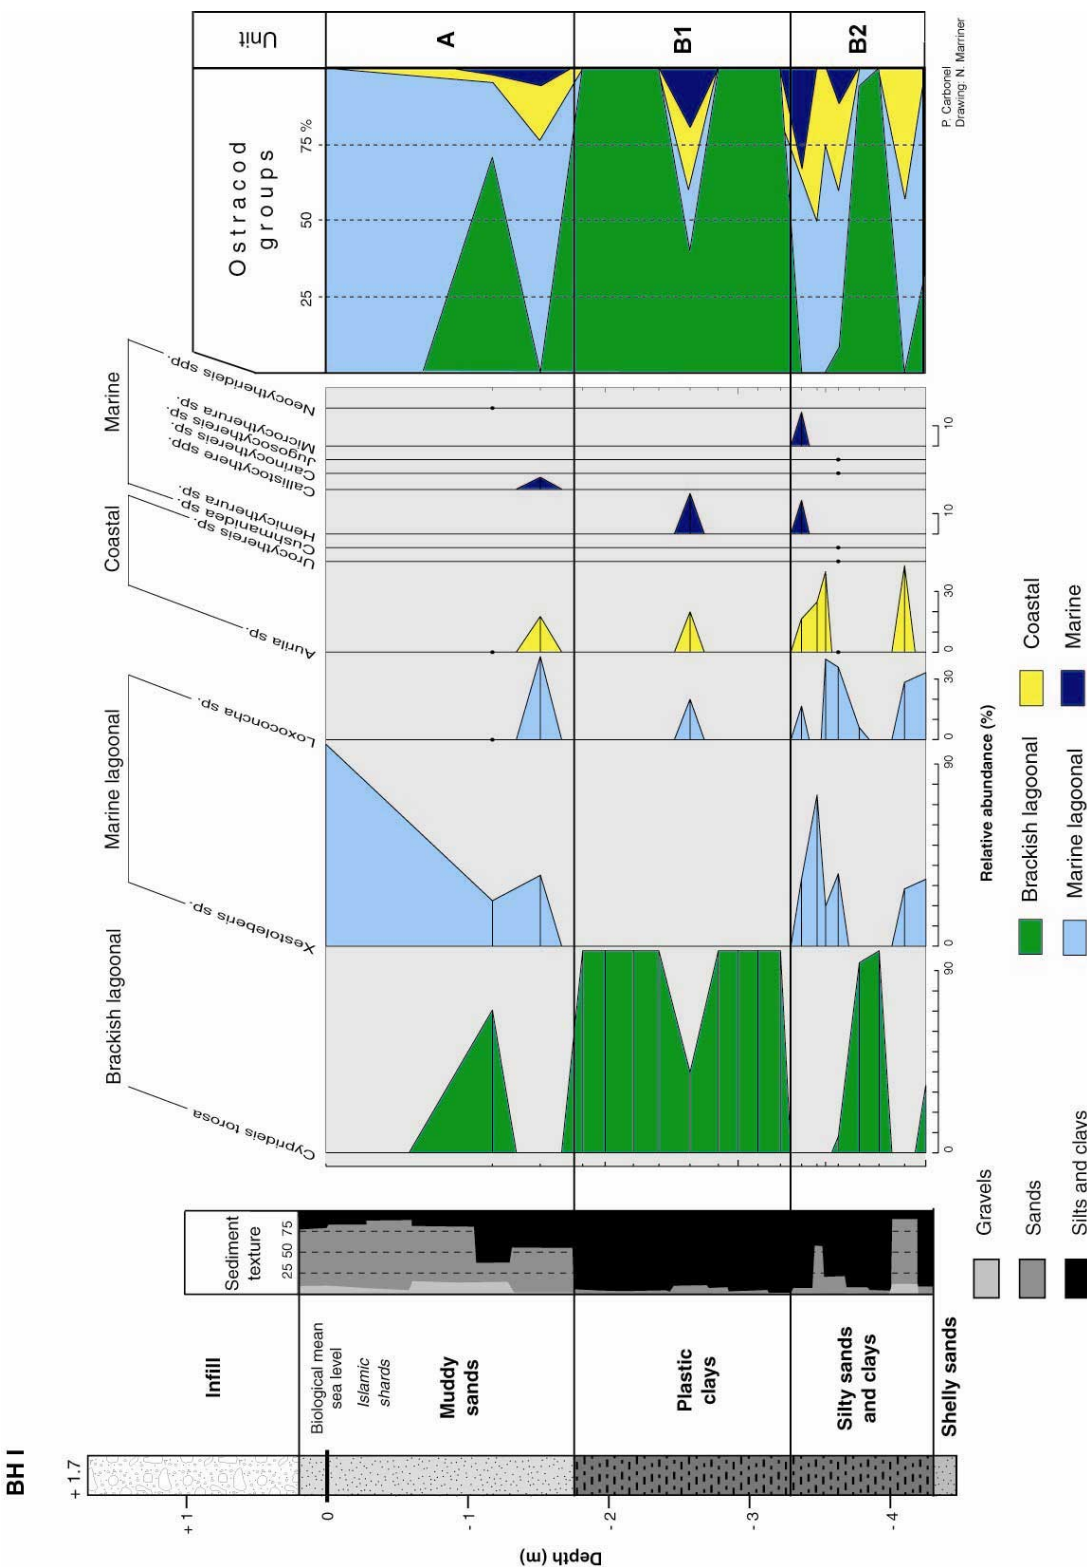 BH I
Depth (m)
+ 1.7
+ 1
0
- 1
- 2
- 3
- 4
Infill
Biological mean
sea level
Islamic
shards
Muddy
sands
Plastic
clays
Silty sands
and clays
Shelly sands
Sediment
texture
25 50 75
Gravels
Sands
Silts and clays
Brackish lagoonal
Marine lagoonal
Coastal
Marine
Cyprideis torosa
Xestoleberis sp.
Loxoconcha sp.
Aurila sp.
Urocythereis sp.
Cushmanidea sp.
Hemicytherura sp.
Callistocythere spp.
Carinocythereis sp.
Jugosocythereis sp.
Microcytherura sp.
Neocytherideis spp.
0 90
0 90
0 30
0 30
10
10
Relative abundance (%)
Brackish lagoonal
Coastal
Marine lagoonal
Marine
Ostracod
groups
25 50 75 %
Unit
A
B1
B2
P. Carbonel
Drawing: N. Marriner